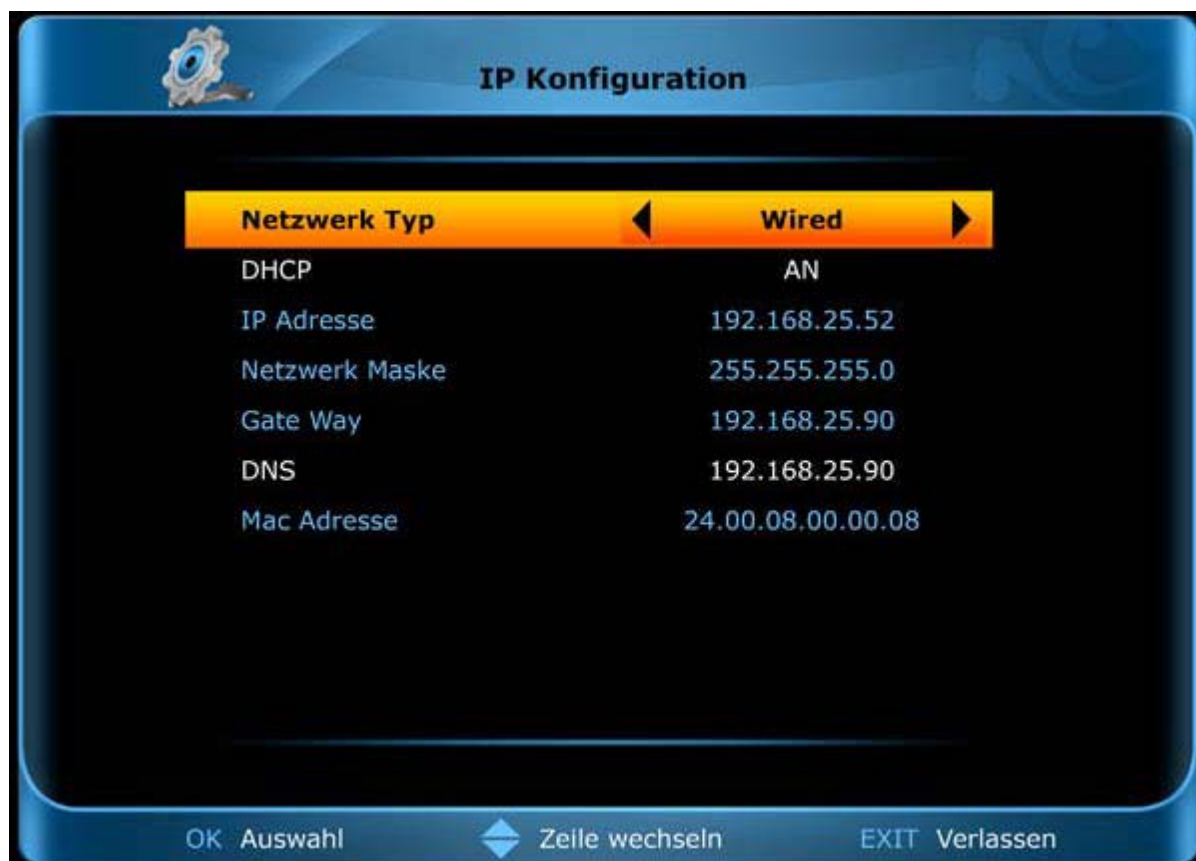 IP Konfiguration
Netzwerk Typ Wired
DHCP AN
IP Adresse 192.168.25.52
Netzwerk Maske 255.255.255.0
Gate Way 192.168.25.90
DNS 192.168.25.90
Mac Adresse 24.00.08.00.00.08
OK Auswahl Zeile wechseln EXIT Verlassen